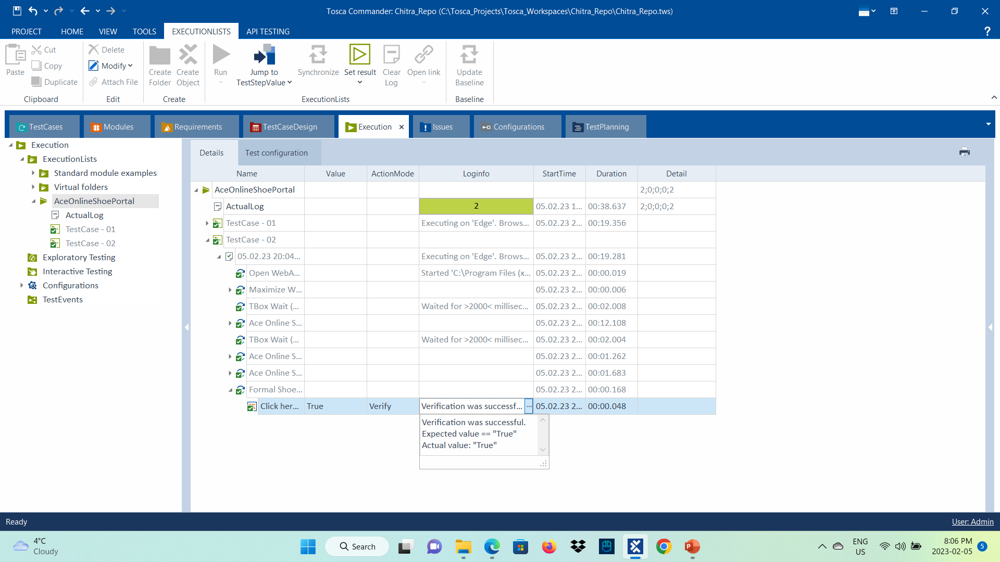 Tosca Commander: Chitra_Repo (C:\Tosca_Projects\Tosca_Workspaces\Chitra_Repo\Chitra_Repo.tws)
PROJECT HOME VIEW TOOLS EXECUTIONLISTS API TESTING ?
Paste
Cut
Copy
Duplicate
Clipboard
Delete
Modify
Attach File
Edit
Create
Folder
Create
Object
Create
Run
Jump to
TestStepValue
Synchronize
Set result
Clear
Log
Open link
ExecutionLists
Update
Baseline
Baseline
TestCases Modules Requirements TestCaseDesign Execution × Issues Configurations TestPlanning
Execution
ExecutionLists
Standard module examples
Virtual folders
AceOnlineShoePortal
ActualLog
TestCase - 01
TestCase - 02
Exploratory Testing
Interactive Testing
Configurations
TestEvents
Details Test configuration
Name Value ActionMode Loginfo StartTime Duration Detail
AceOnlineShoePortal 2;0;0;0;2
ActualLog 2 05.02.23 1... 00:38.637 2;0;0;0;2
TestCase - 01 Executing on 'Edge'. Brows... 05.02.23 2... 00:19.356
TestCase - 02
05.02.23 20:04... Executing on 'Edge'. Brows... 05.02.23 2... 00:19.281
Open WebA... Started 'C:\Program Files (x... 05.02.23 2... 00:00.019
Maximize W... 05.02.23 2... 00:00.006
TBox Wait (... Waited for >2000< millisec... 05.02.23 2... 00:02.008
Ace Online S... 05.02.23 2... 00:12.108
TBox Wait (... Waited for >2000< millisec... 05.02.23 2... 00:02.004
Ace Online S... 05.02.23 2... 00:01.262
Ace Online S... 05.02.23 2... 00:01.683
Formal Shoe... 05.02.23 2... 00:00.168
Click her... True Verify Verification was successf... ... 05.02.23 2... 00:00.048
Verification was successful.
Expected value == "True"
Actual value: "True"
Ready User: Admin
4°C
Cloudy
Search
ENG
US
8:06 PM
2023-02-05
5